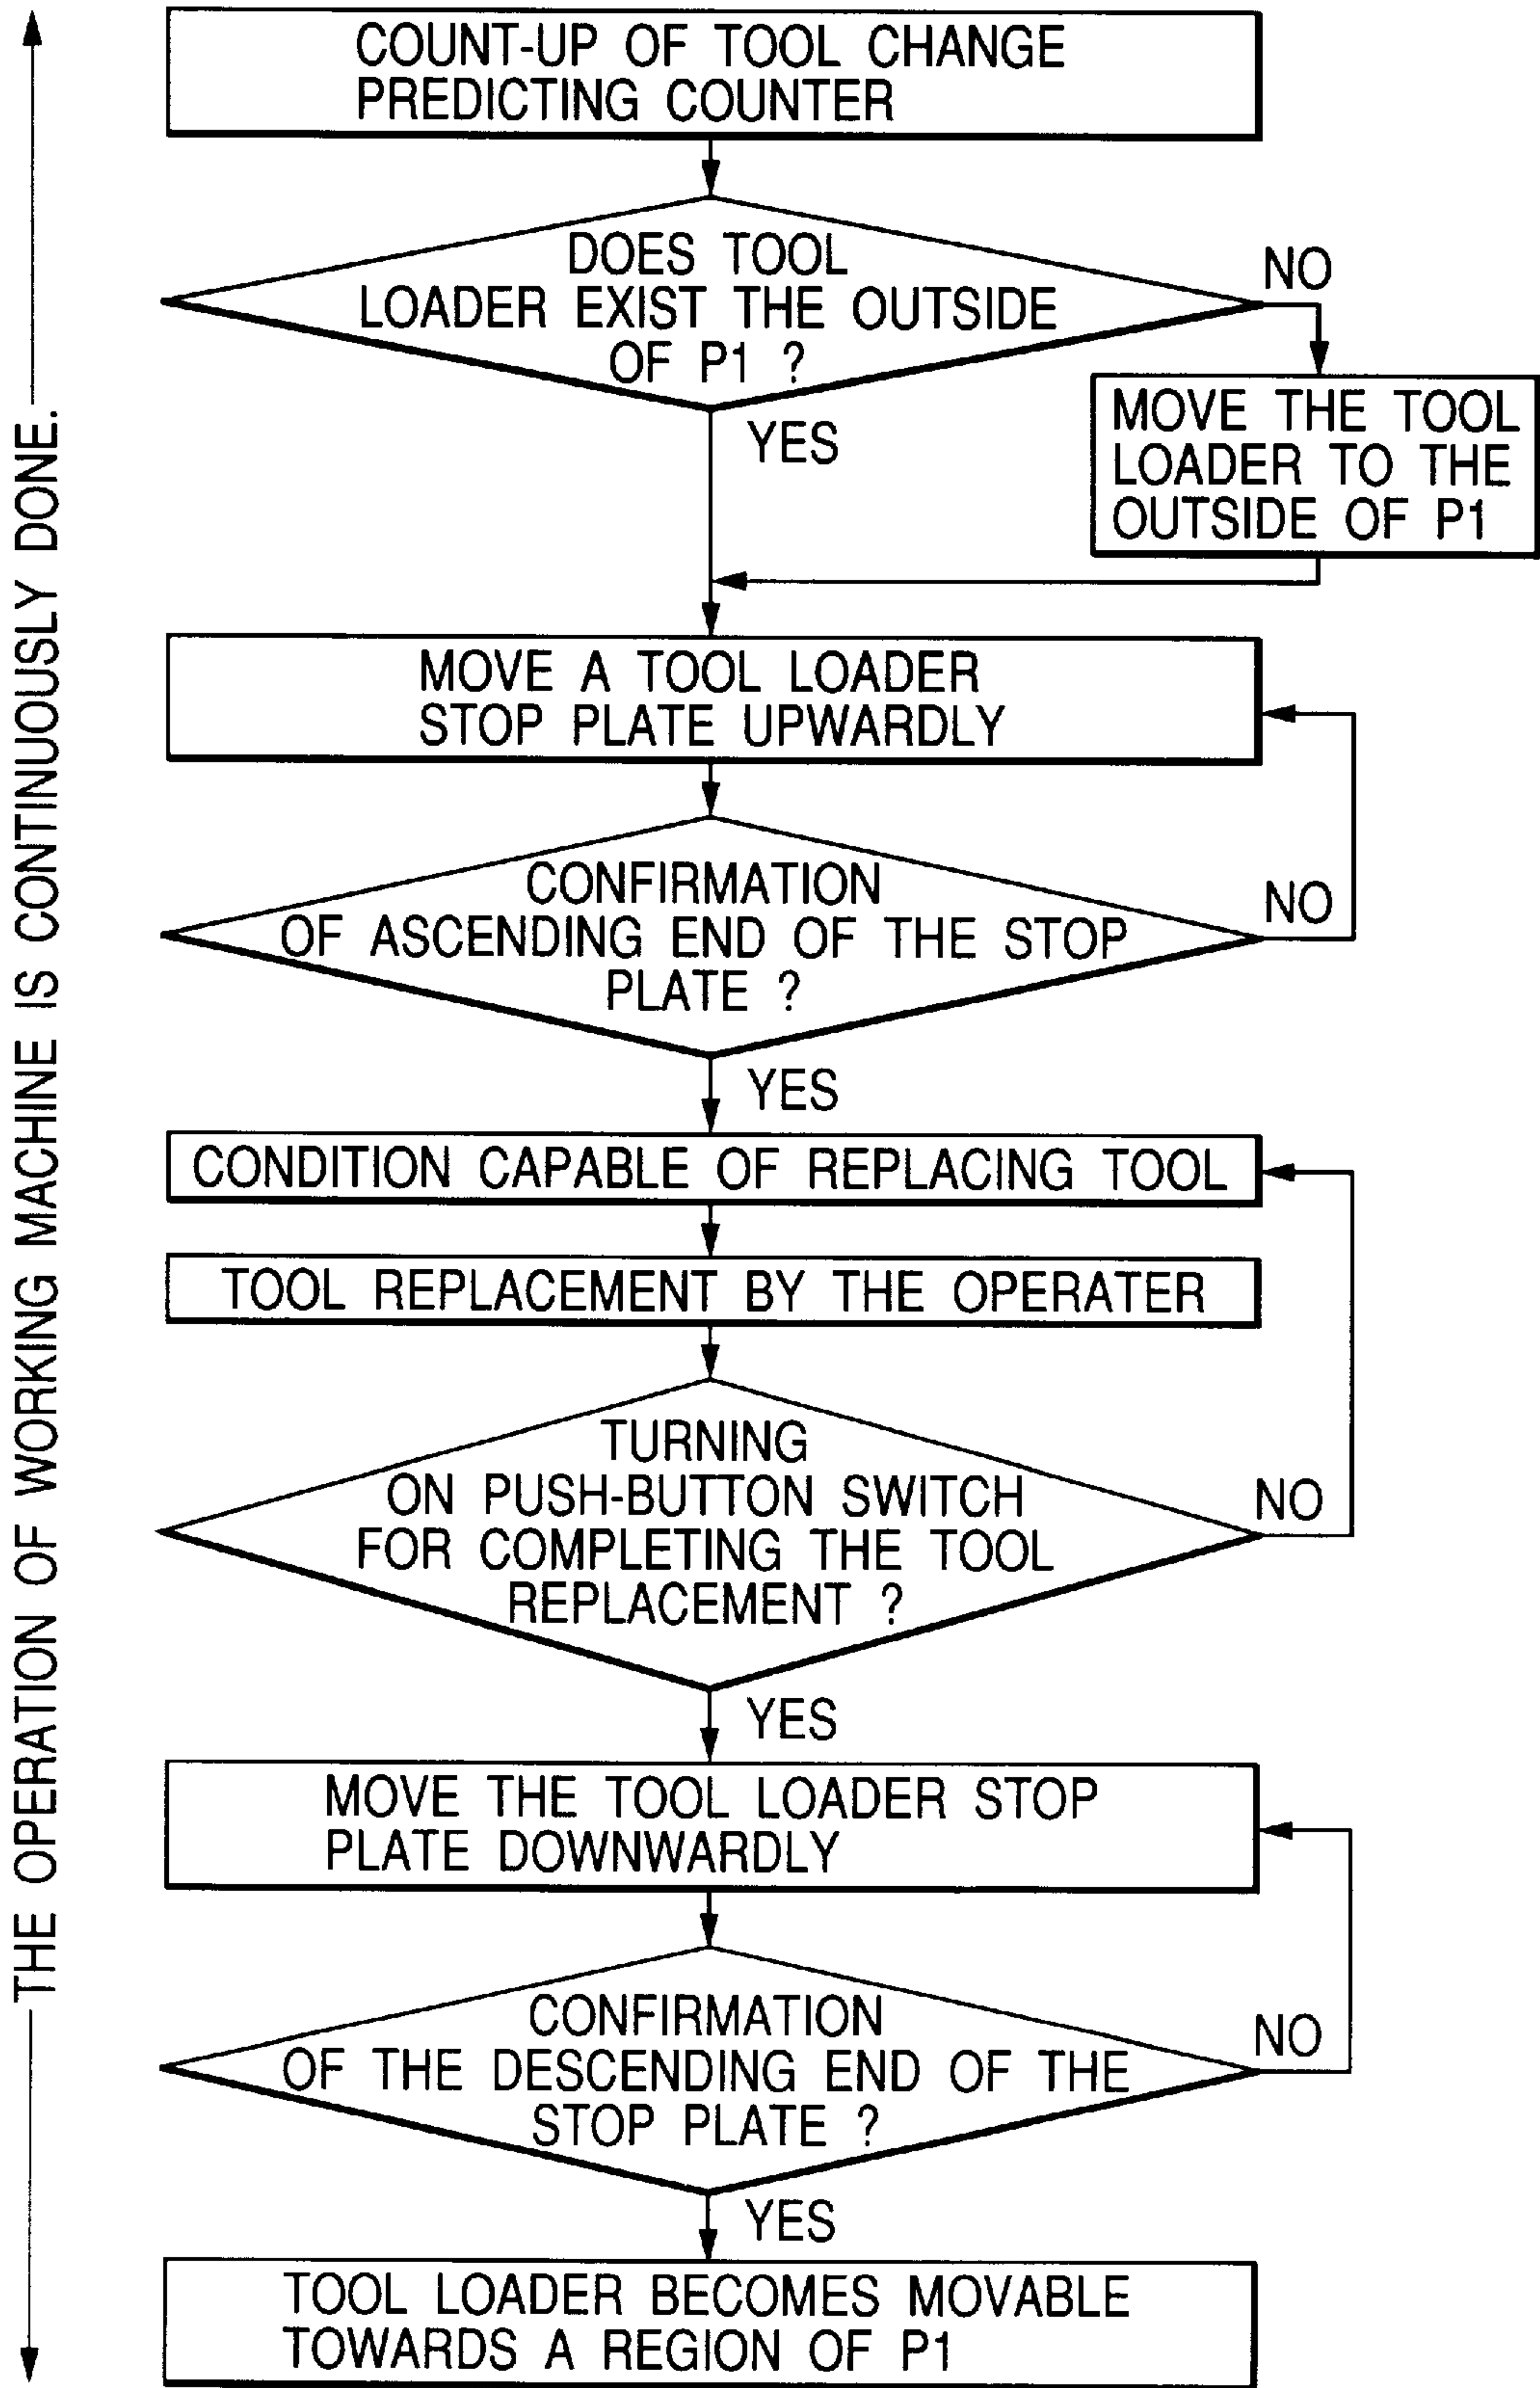 COUNT-UP OF TOOL CHANGE
PREDICTING COUNTER
DOES TOOL
LOADER EXIST THE OUTSIDE
OF P1 ?
NO
MOVE THE TOOL
LOADER TO THE
OUTSIDE OF P1
YES
MOVE A TOOL LOADER
STOP PLATE UPWARDLY
CONFIRMATION
OF ASCENDING END OF THE STOP
PLATE ?
NO
YES
CONDITION CAPABLE OF REPLACING TOOL
TOOL REPLACEMENT BY THE OPERATER
TURNING
ON PUSH-BUTTON SWITCH
FOR COMPLETING THE TOOL
REPLACEMENT ?
NO
YES
MOVE THE TOOL LOADER STOP
PLATE DOWNWARDLY
CONFIRMATION
OF THE DESCENDING END OF THE
STOP PLATE ?
NO
YES
TOOL LOADER BECOMES MOVABLE
TOWARDS A REGION OF P1
THE OPERATION OF WORKING MACHINE IS CONTINUOUSLY DONE.